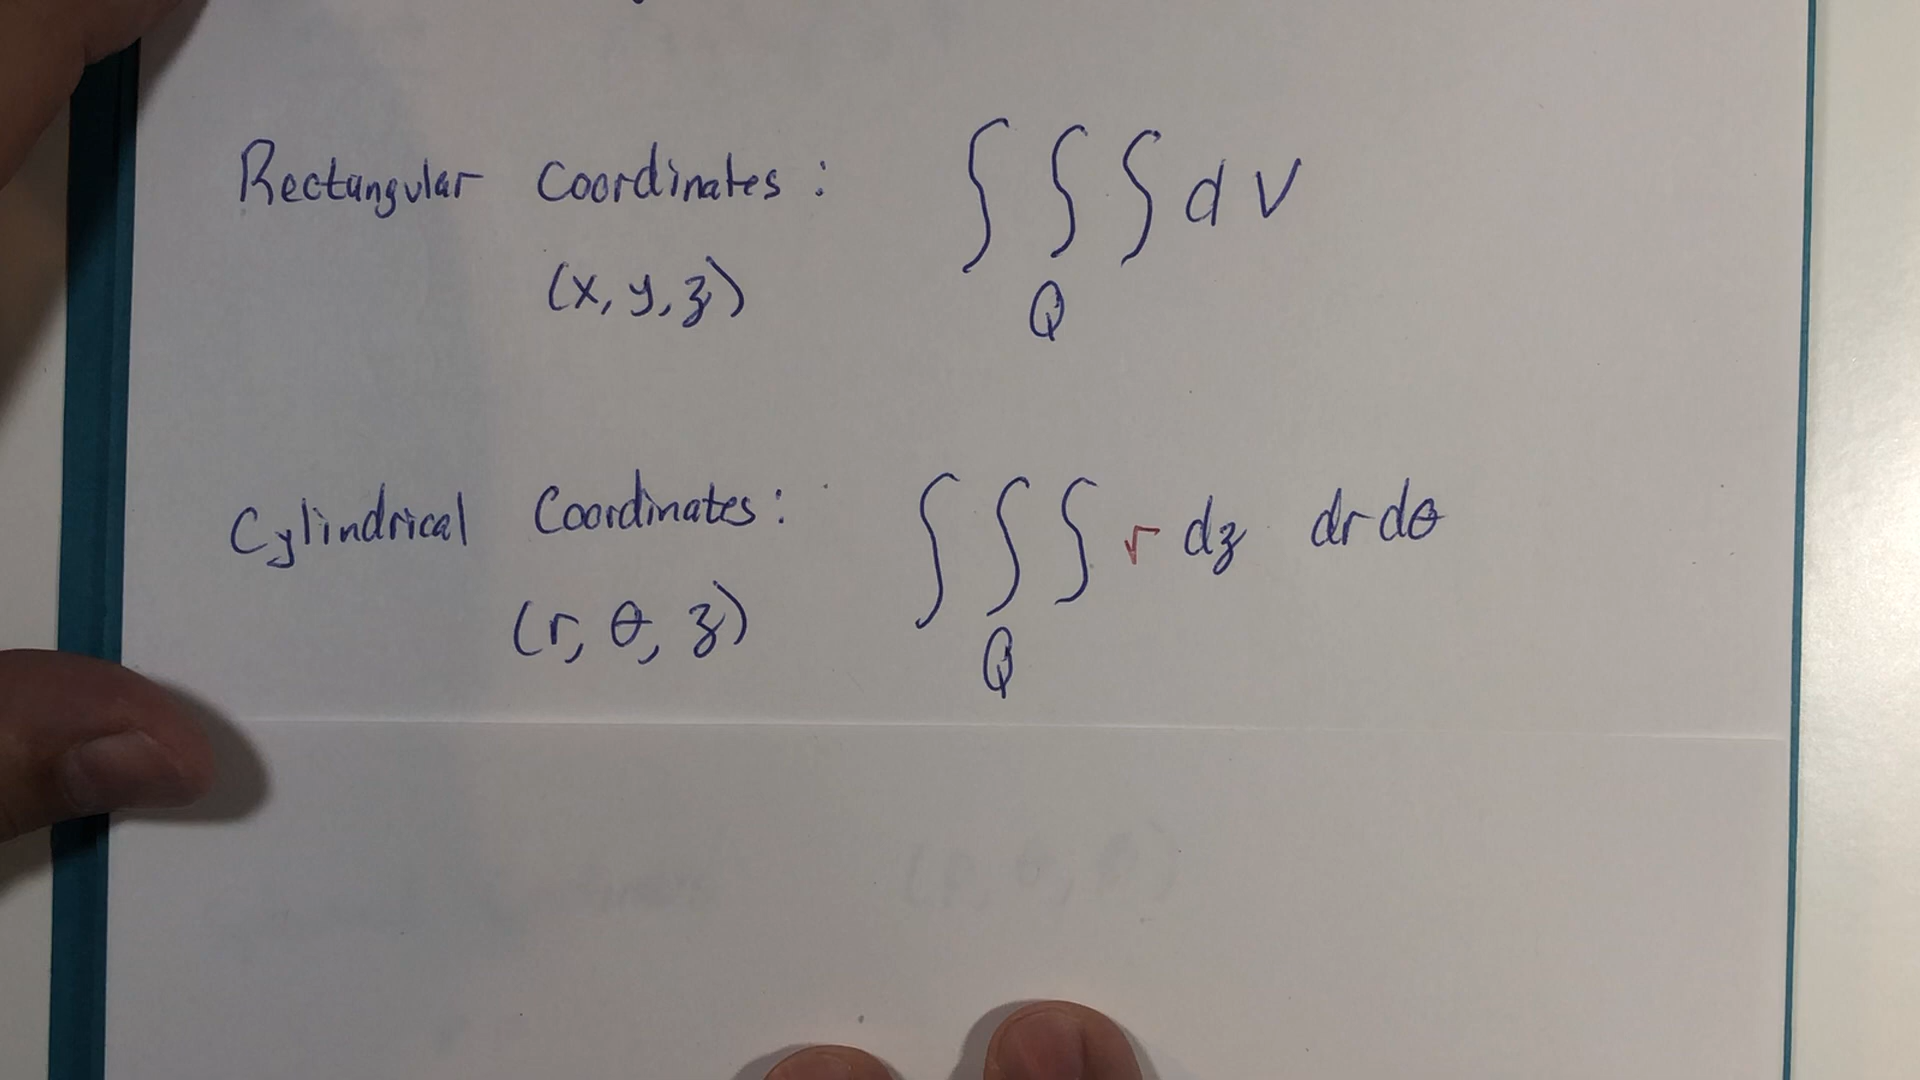 Rectangular Coordinates: ∫∫∫ dV
(x, y, z) Q
Cylindrical Coordinates: ∫∫∫ r dz dr dθ
(r, θ, z) Q